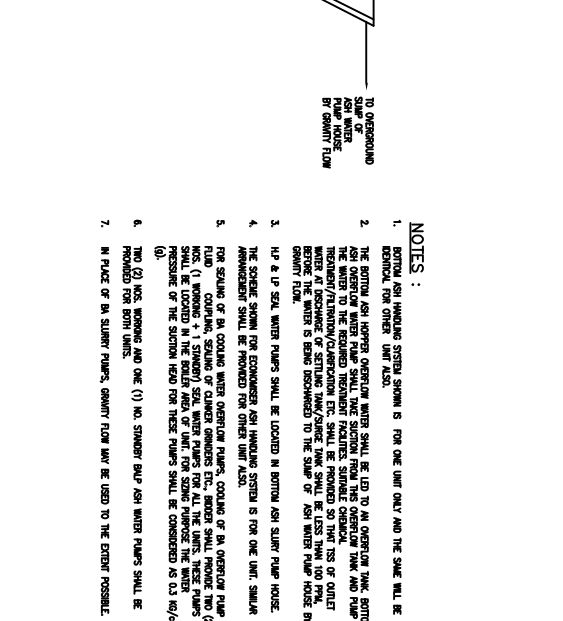 TO OVERGROUND
SUMP OF
ASH WATER
PUMP HOUSE
BY GRAVITY FLOW
NOTES :
1. BOTTOM ASH HANDLING SYSTEM SHOWN IS FOR ONE UNIT ONLY AND THE SAME WILL BE
IDENTICAL FOR OTHER UNIT ALSO.
2. THE BOTTOM ASH HOPPER OVERFLOW WATER SHALL BE LED TO AN OVERFLOW TANK. BOTTO
ASH OVERFLOW WATER PUMP SHALL TAKE SUCTION FROM THIS OVERFLOW TANK AND PUMP
THE WATER TO THE REQUIRED TREATMENT FACILITIES. SUITABLE CHEMICAL
TREATMENT/FILTRATION/CLARIFICATION ETC. SHALL BE PROVIDED SO THAT TSS OF OUTLET
WATER AT DISCHARGE OF SETTLING TANK/SURGE TANK SHALL BE LESS THAN 100 PPM,
BEFORE THE WATER IS BEING DISCHARGED TO THE SUMP OF ASH WATER PUMP HOUSE BY
GRAVITY FLOW.
3. H.P & LP SEAL WATER PUMPS SHALL BE LOCATED IN BOTTOM ASH SLURY PUMP HOUSE.
4. THE SCHEME SHOWN FOR ECONOMISER ASH HANDLING SYSTEM IS FOR ONE UNIT. SIMILAR
ARRANGEMENT SHALL BE PROVIDED FOR OTHER UNIT ALSO.
5. FOR SEALING OF BA COOLING WATER OVERFLOW PUMPS, COOLING OF BA OVERFLOW PUMP
FLUID COUPLING, SEALING OF CLINKER GRINDERS ETC., BIDDER SHALL PROVIDE TWO (2
NOS. (1 WORKING + 1 STANDBY) SEAL WATER PUMPS FOR ALL THE UNITS. THESE PUMPS
SHALL BE LOCATED IN THE BOILER AREA OF UNIT. FOR SIZING PURPOSE THE WATER
PRESSURE OF THE SUCTION HEAD FOR THESE PUMPS SHALL BE CONSIDERED AS 0.3 KG/c
(g).
6. TWO (2) NOS. WORKING AND ONE (1) NO. STANDBY BALP ASH WATER PUMPS SHALL BE
PROVIDED FOR BOTH UNITS.
7. IN PLACE OF BA SLURRY PUMPS, GRAVITY FLOW MAY BE USED TO THE EXTENT POSSIBLE.